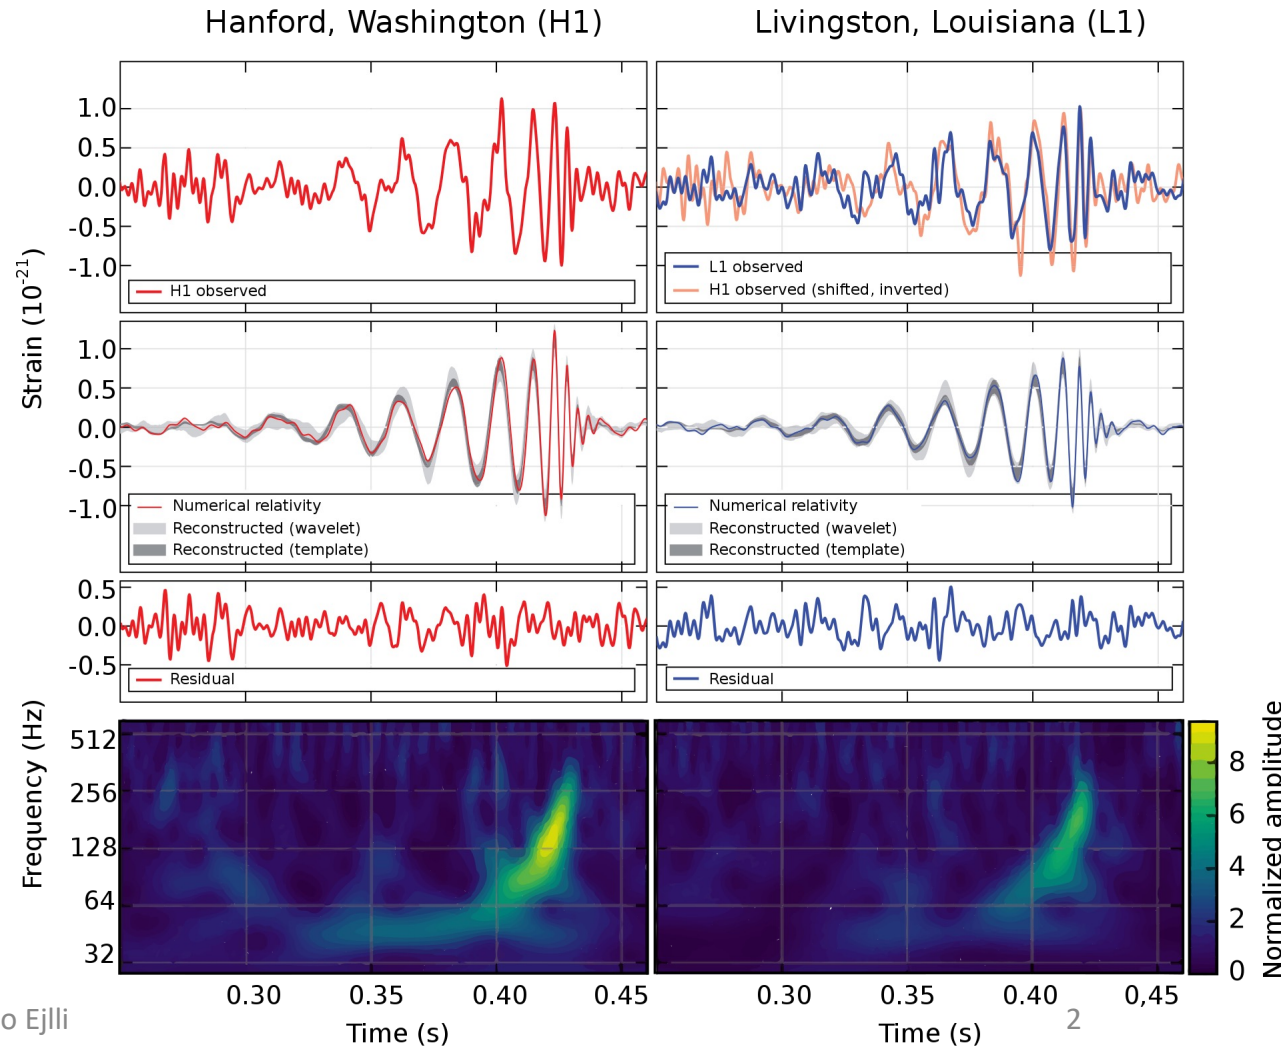 Hanford, Washington (H1)
Livingston, Louisiana (L1)
Strain (10-21)
1.0
0.5
0.0
-0.5
-1.0
H1 observed
L1 observed
H1 observed (shifted, inverted)
1.0
0.5
0.0
-0.5
-1.0
Numerical relativity
Reconstructed (wavelet)
Reconstructed (template)
Numerical relativity
Reconstructed (wavelet)
Reconstructed (template)
0.5
0.0
-0.5
Residual
Residual
Frequency (Hz)
512
256
128
64
32
8
6
4
2
0
Normalized amplitude
0.30 0.35 0.40 0.45
0.30 0.35 0.40 0,45
Time (s)
Time (s)
o Ejlli
2